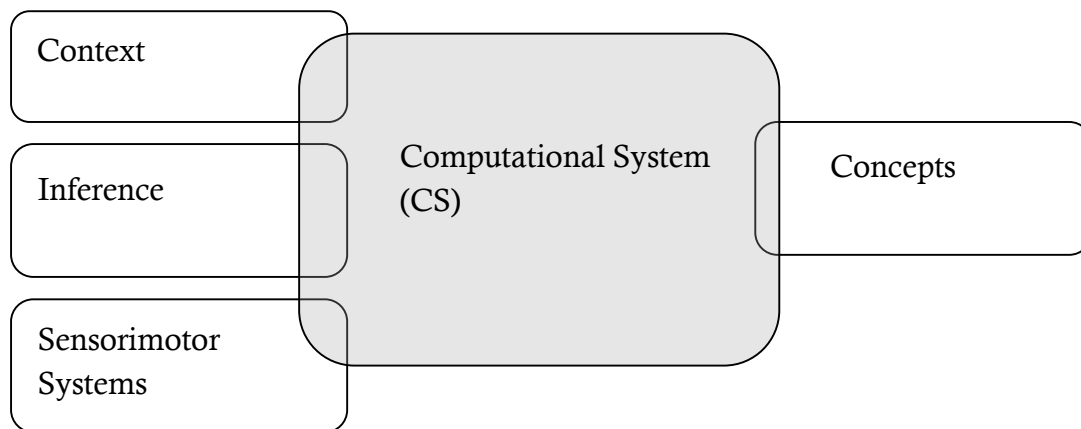 Context
Inference
Sensorimotor
Systems
Computational System
(CS)
Concepts